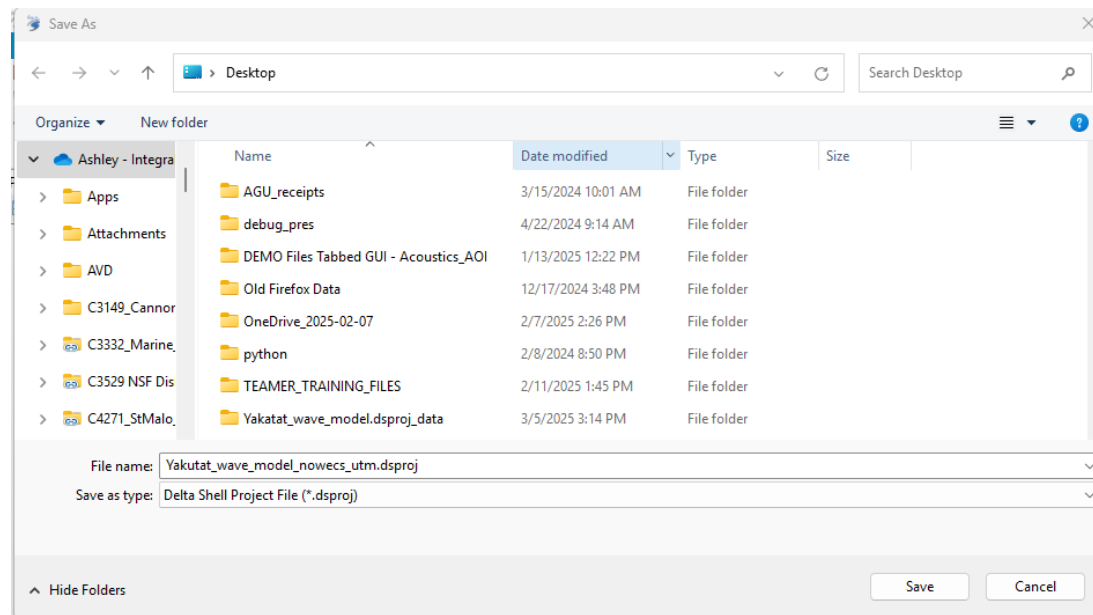 Save As
Desktop
Search Desktop
Organize
New folder
Ashley - Integra
Name
Date modified
Type
Size
Apps
AGU_receipts 3/15/2024 10:01 AM File folder
Attachments
debug_pres 4/22/2024 9:14 AM File folder
AVD
DEMO Files Tabbed GUI - Acoustics_AOI 1/13/2025 12:22 PM File folder
C3149_Cannor
Old Firefox Data 12/17/2024 3:48 PM File folder
C3332_Marine_
OneDrive_2025-02-07 2/7/2025 2:26 PM File folder
python 2/8/2024 8:50 PM File folder
C3529 NSF Dis
TEAMER_TRAINING_FILES 2/11/2025 1:45 PM File folder
C4271_StMalo_
Yakatat_wave_model.dsproj_data 3/5/2025 3:14 PM File folder
File name: Yakutat_wave_model_nowecs_utm.dsproj
Save as type: Delta Shell Project File (*.dsproj)
Hide Folders
Save
Cancel